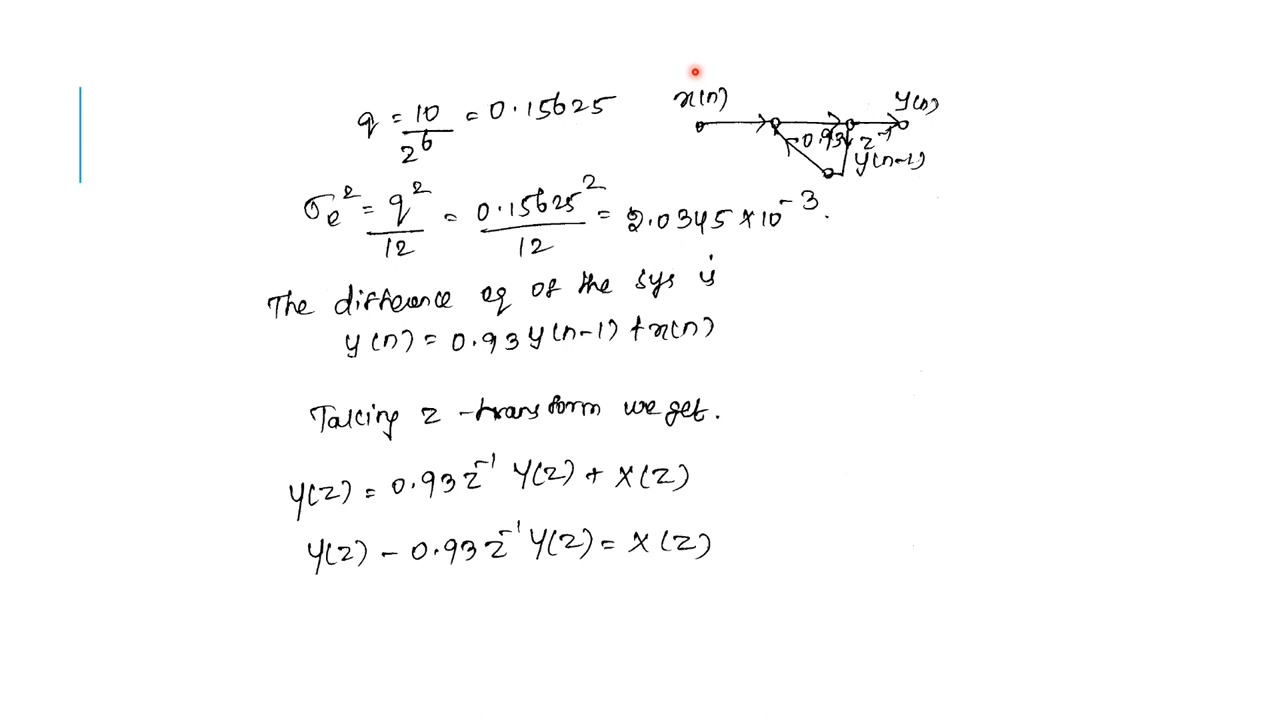 q = 10/2^6 = 0.15625
x(n) y(n)
0.93 z^-1
y(n-1)
σe^2 = q^2/12 = 0.15625^2/12 = 2.0345 × 10^-3.
The difference eq of the sys is
y(n) = 0.93 y(n-1) + x(n)
Taking z-transform we get.
Y(z) = 0.93 z^-1 Y(z) + X(z)
Y(z) - 0.93 z^-1 Y(z) = X(z)